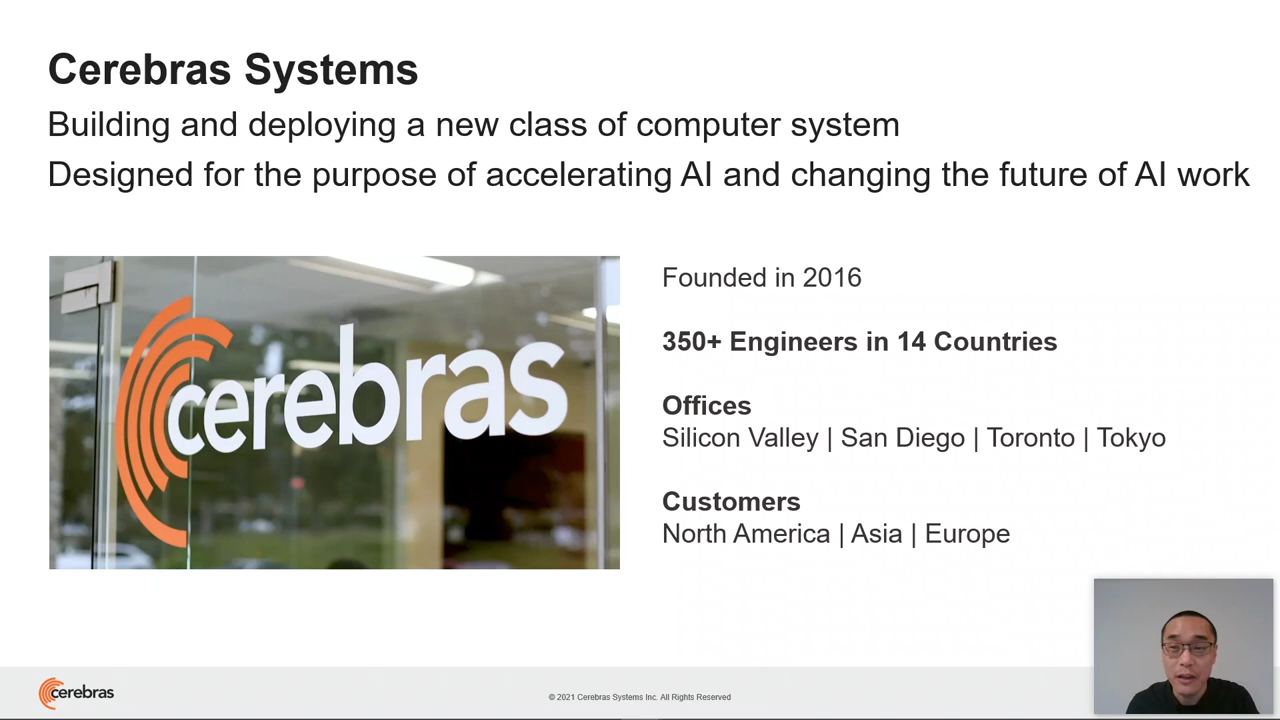 Cerebras Systems
Building and deploying a new class of computer system
Designed for the purpose of accelerating AI and changing the future of AI work
cerebras
Founded in 2016
350+ Engineers in 14 Countries
Offices
Silicon Valley | San Diego | Toronto | Tokyo
Customers
North America | Asia | Europe
cerebras
© 2021 Cerebras Systems Inc. All Rights Reserved